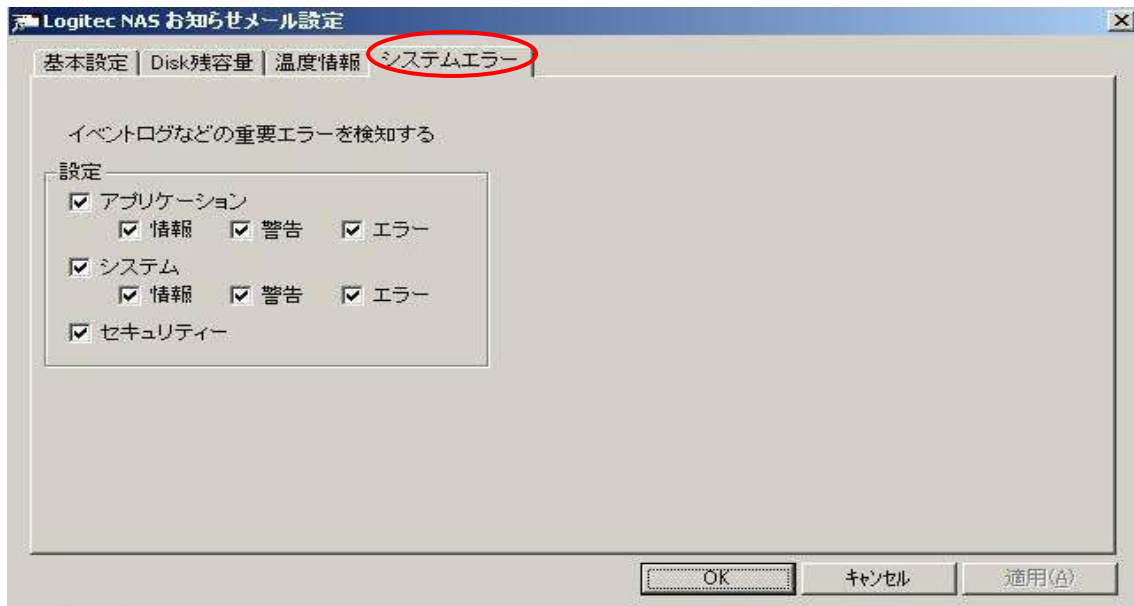 Logitec NAS お知らせメール設定
基本設定 Disk残容量 温度情報 システムエラー
イベントログなどの重要エラーを検知する
設定
アプリケーション
情報 警告 エラー
システム
情報 警告 エラー
セキュリティー
OK キャンセル 適用(A)